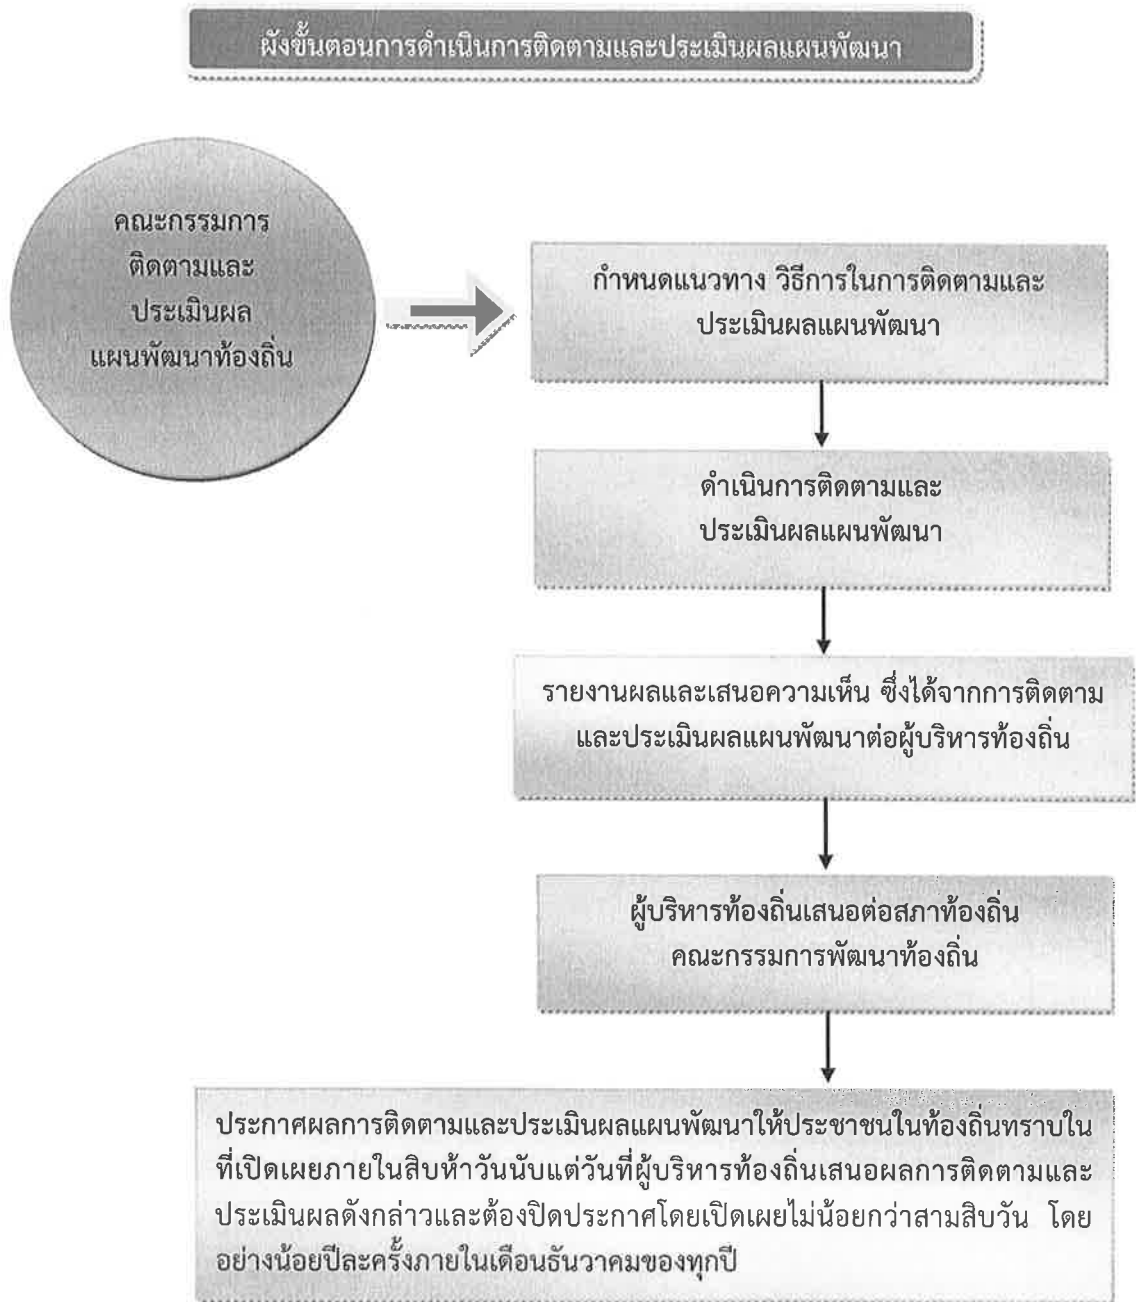 ผังขั้นตอนการดำเนินการติดตามและประเมินผลแผนพัฒนา
คณะกรรมการ
ติดตามและ
ประเมินผล
แผนพัฒนาท้องถิ่น
กำหนดแนวทาง วิธีการในการติดตามและ
ประเมินผลแผนพัฒนา
ดำเนินการติดตามและ
ประเมินผลแผนพัฒนา
รายงานผลและเสนอความเห็น ซึ่งได้จากการติดตาม
และประเมินผลแผนพัฒนาต่อผู้บริหารท้องถิ่น
ผู้บริหารท้องถิ่นเสนอต่อสภาท้องถิ่น
คณะกรรมการพัฒนาท้องถิ่น
ประกาศผลการติดตามและประเมินผลแผนพัฒนาให้ประชาชนในท้องถิ่นทราบใน
ที่เปิดเผยภายในสิบห้าวันนับแต่วันที่ผู้บริหารท้องถิ่นเสนอผลการติดตามและ
ประเมินผลดังกล่าวและต้องปิดประกาศโดยเปิดเผยไม่น้อยกว่าสามสิบวัน โดย
อย่างน้อยปีละครั้งภายในเดือนธันวาคมของทุกปี